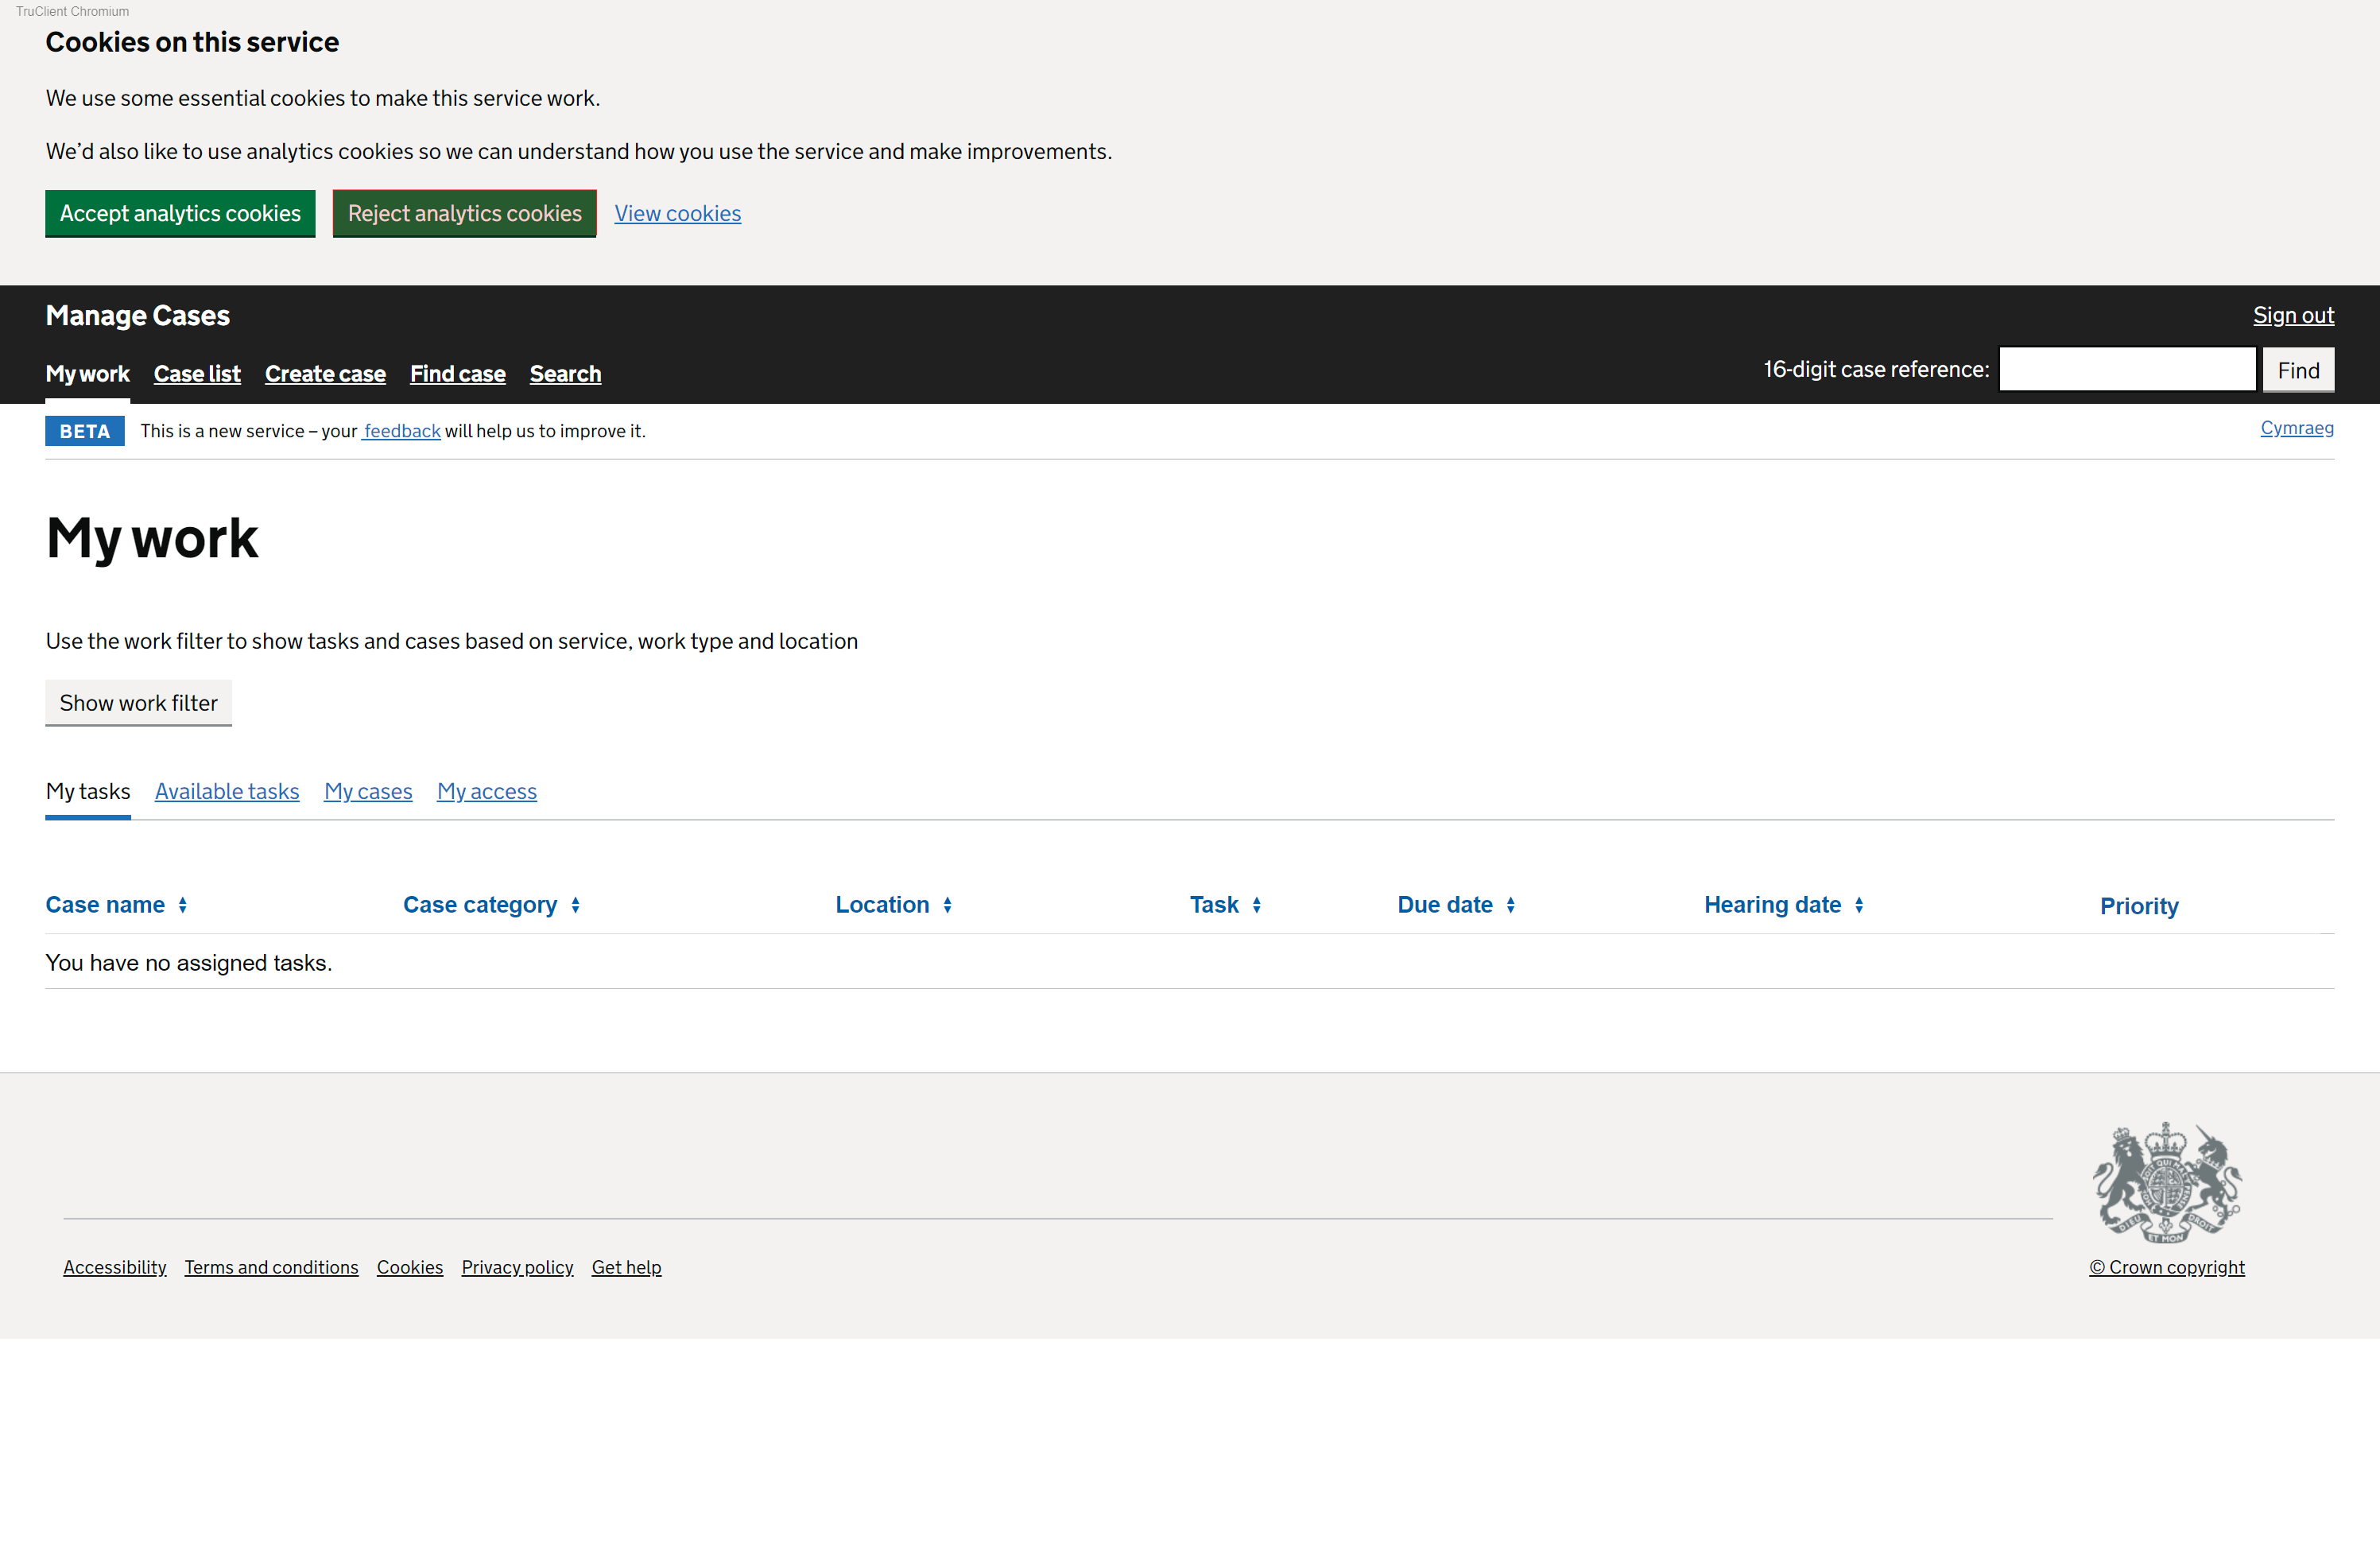 TruClient Chromium
Cookies on this service
We use some essential cookies to make this service work.
We’d also like to use analytics cookies so we can understand how you use the service and make improvements.
Accept analytics cookies Reject analytics cookies View cookies
Manage Cases Sign out
My work Case list Create case Find case Search 16-digit case reference: Find
BETA This is a new service – your feedback will help us to improve it. Cymraeg
My work
Use the work filter to show tasks and cases based on service, work type and location
Show work filter
My tasks Available tasks My cases My access
Case name Case category Location Task Due date Hearing date Priority
You have no assigned tasks.
DIEU ET MON DROIT
Accessibility Terms and conditions Cookies Privacy policy Get help © Crown copyright